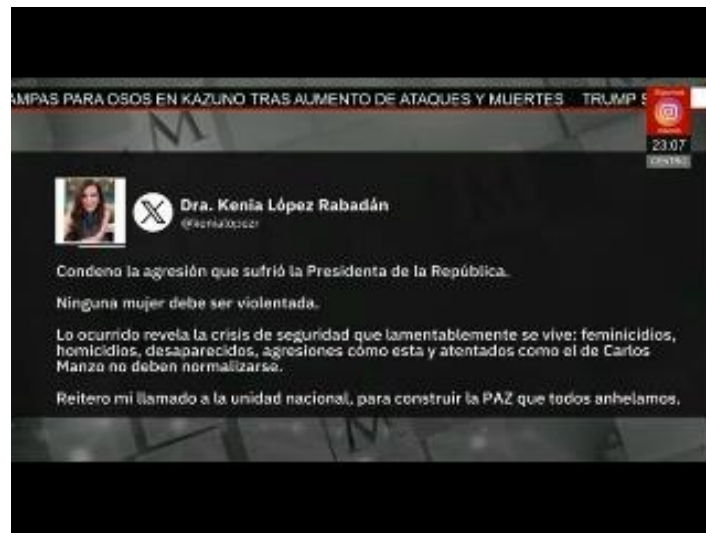 AMPAS PARA OSOS EN KAZUNO TRAS AUMENTO DE ATAQUES Y MUERTES TRUMP S
23:07
CENTRO
Dra. Kenia López Rabadán
@kenialopezr
Condeno la agresión que sufrió la Presidenta de la República.
Ninguna mujer debe ser violentada.
Lo ocurrido revela la crisis de seguridad que lamentablemente se vive: feminicidios,
homicidios, desaparecidos, agresiones como esta y atentados como el de Carlos
Manzo no deben normalizarse.
Reitero mi llamado a la unidad nacional, para construir la PAZ que todos anhelamos.